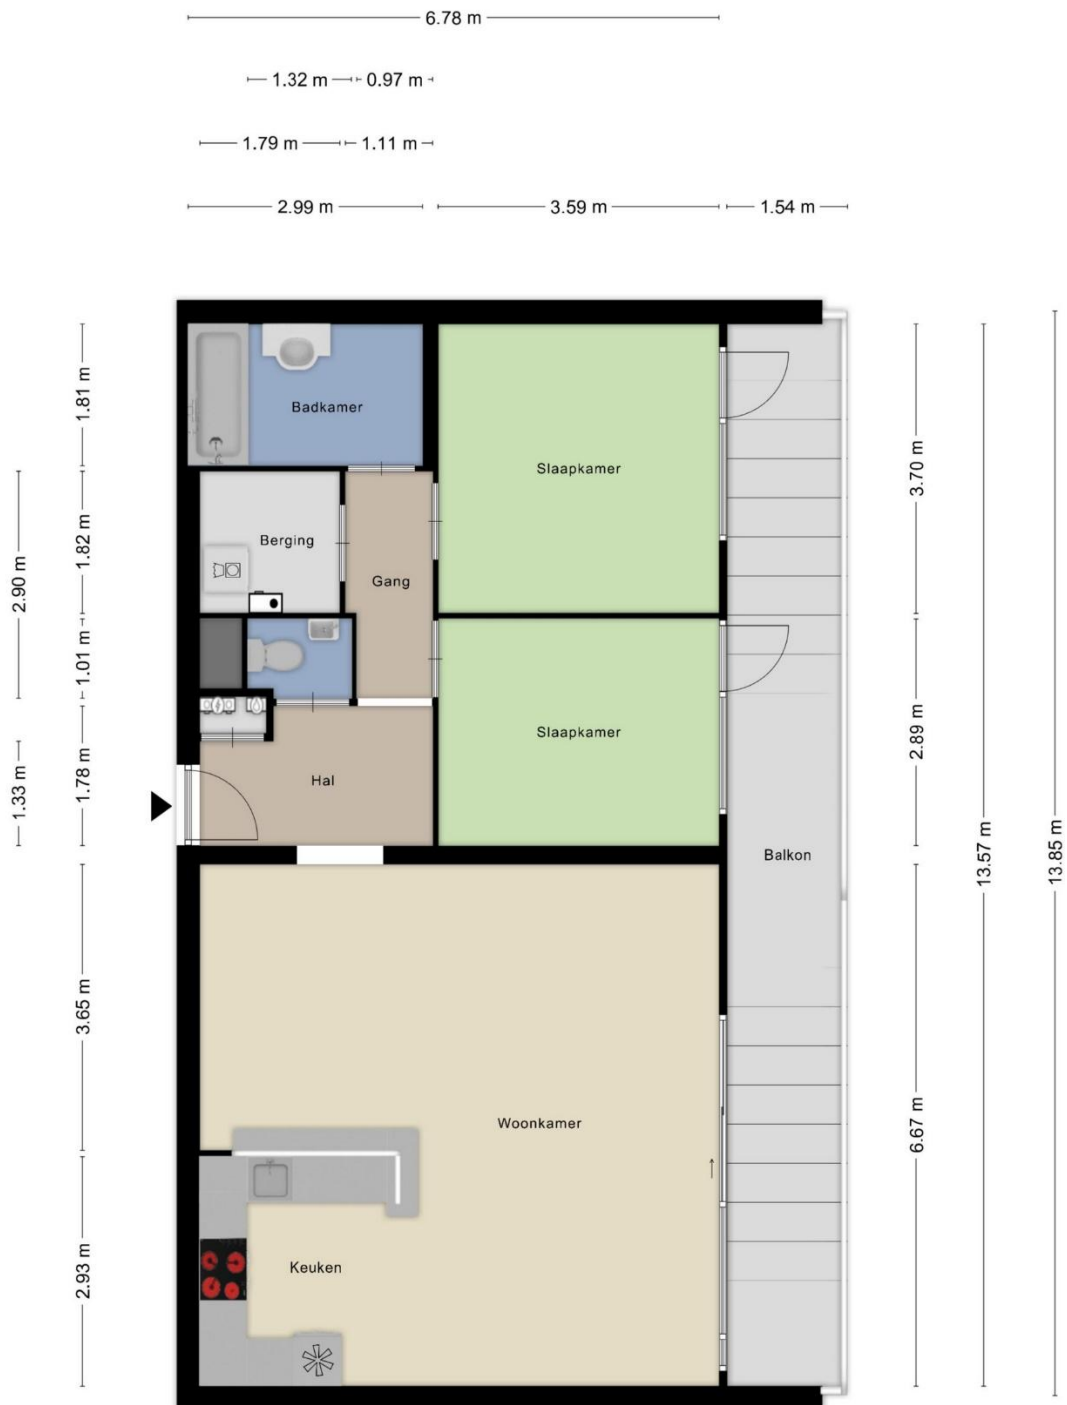 6.78 m
1.32 m 0.97 m
1.79 m 1.11 m
2.99 m 3.59 m 1.54 m
1.81 m
Badkamer
Slaapkamer
3.70 m
1.82 m
Berging
2.90 m
Gang
1.01 m
Slaapkamer
2.89 m
1.78 m
Hal
1.33 m
Balkon
13.57 m
13.85 m
3.65 m
Woonkamer
6.67 m
Keuken
2.93 m